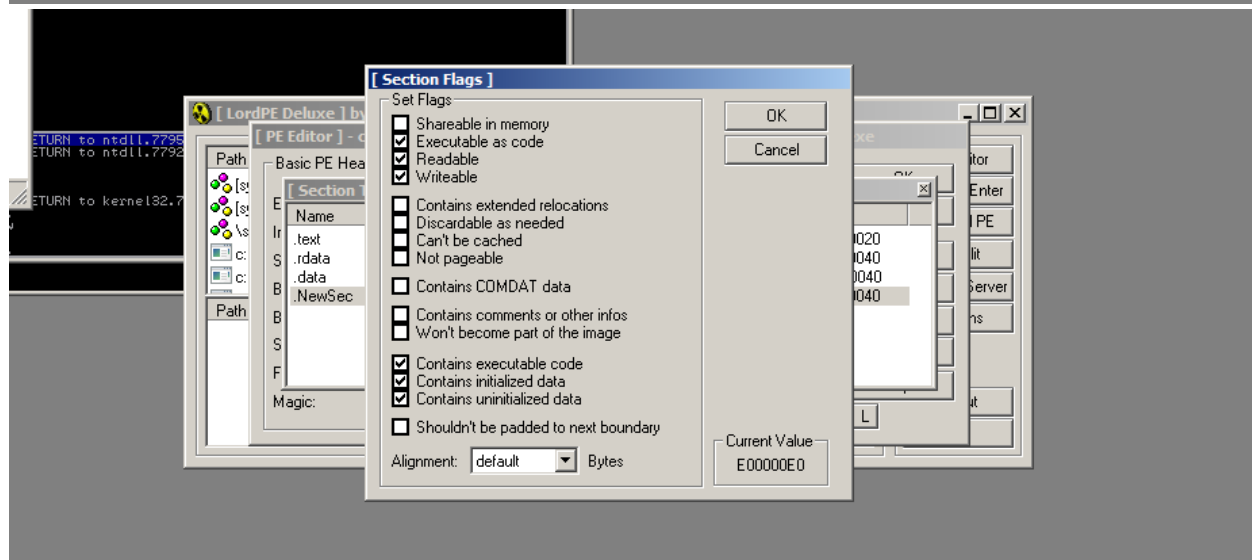 [ Section Flags ]
Set Flags
Shareable in memory
Executable as code
Readable
Writeable
Contains extended relocations
Discardable as needed
Can't be cached
Not pageable
Contains COMDAT data
Contains comments or other infos
Won't become part of the image
Contains executable code
Contains initialized data
Contains uninitialized data
Shouldn't be padded to next boundary
Alignment: default Bytes
OK
Cancel
Current Value
E00000E0
[ LordPE Deluxe ] by
[ PE Editor ] - c
xe
Path
Basic PE Hea
[ Section T
Name
.text
.rdata
.data
.NewSec
0020
0040
0040
0040
Path
Magic:
L
itor
Enter
PE
lit
Server
ns
ETURN to ntdll.7795
ETURN to ntdll.7792
ETURN to kernel32.7